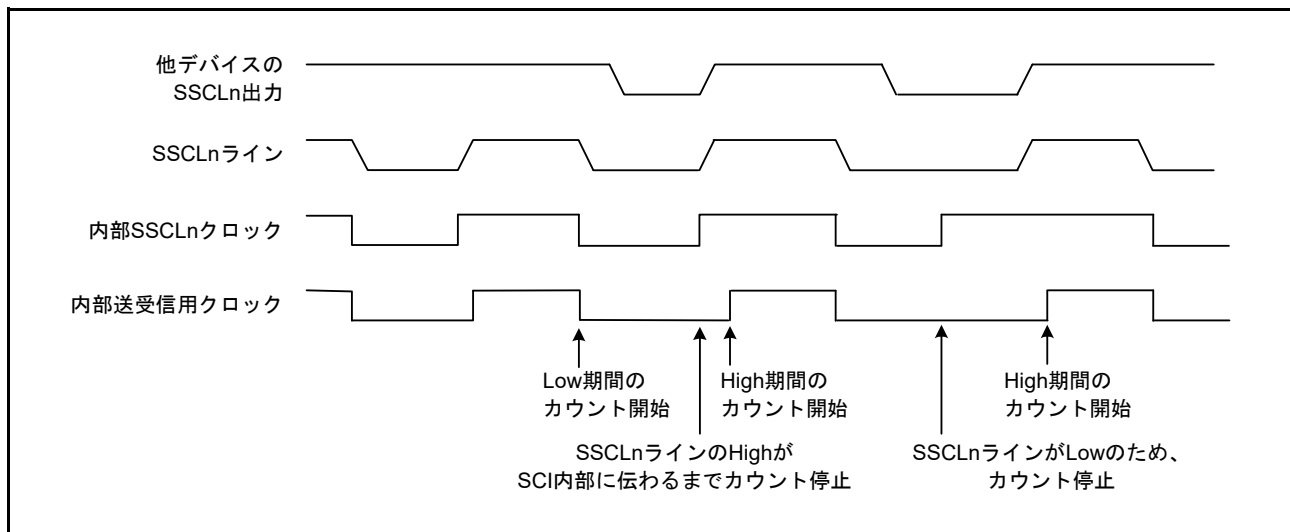 他デバイスの
SSCLn出力
SSCLnライン
内部SSCLnクロック
内部送受信用クロック
Low期間の
カウント開始
High期間の
カウント開始
High期間の
カウント開始
SSCLnラインのHighが
SCI内部に伝わるまでカウント停止
SSCLnラインがLowのため、
カウント停止